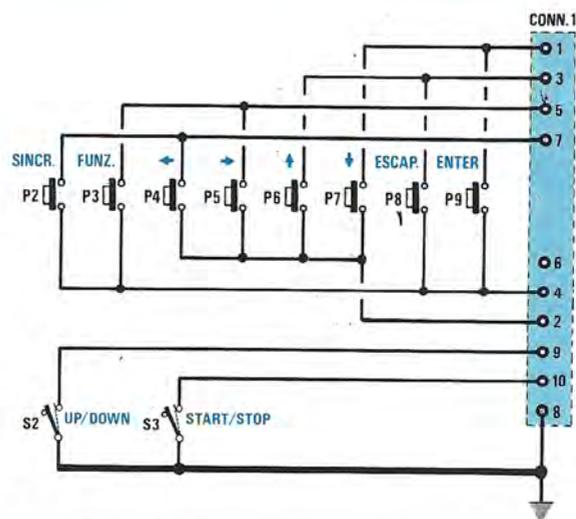 CONN.1
1
3
5
7
SINCR. FUNZ. ← → ↑ ↓ ESCAP. ENTER
P2 P3 P4 P5 P6 P7 P8 P9
6
4
2
9
10
8
S2 UP/DOWN S3 START/STOP